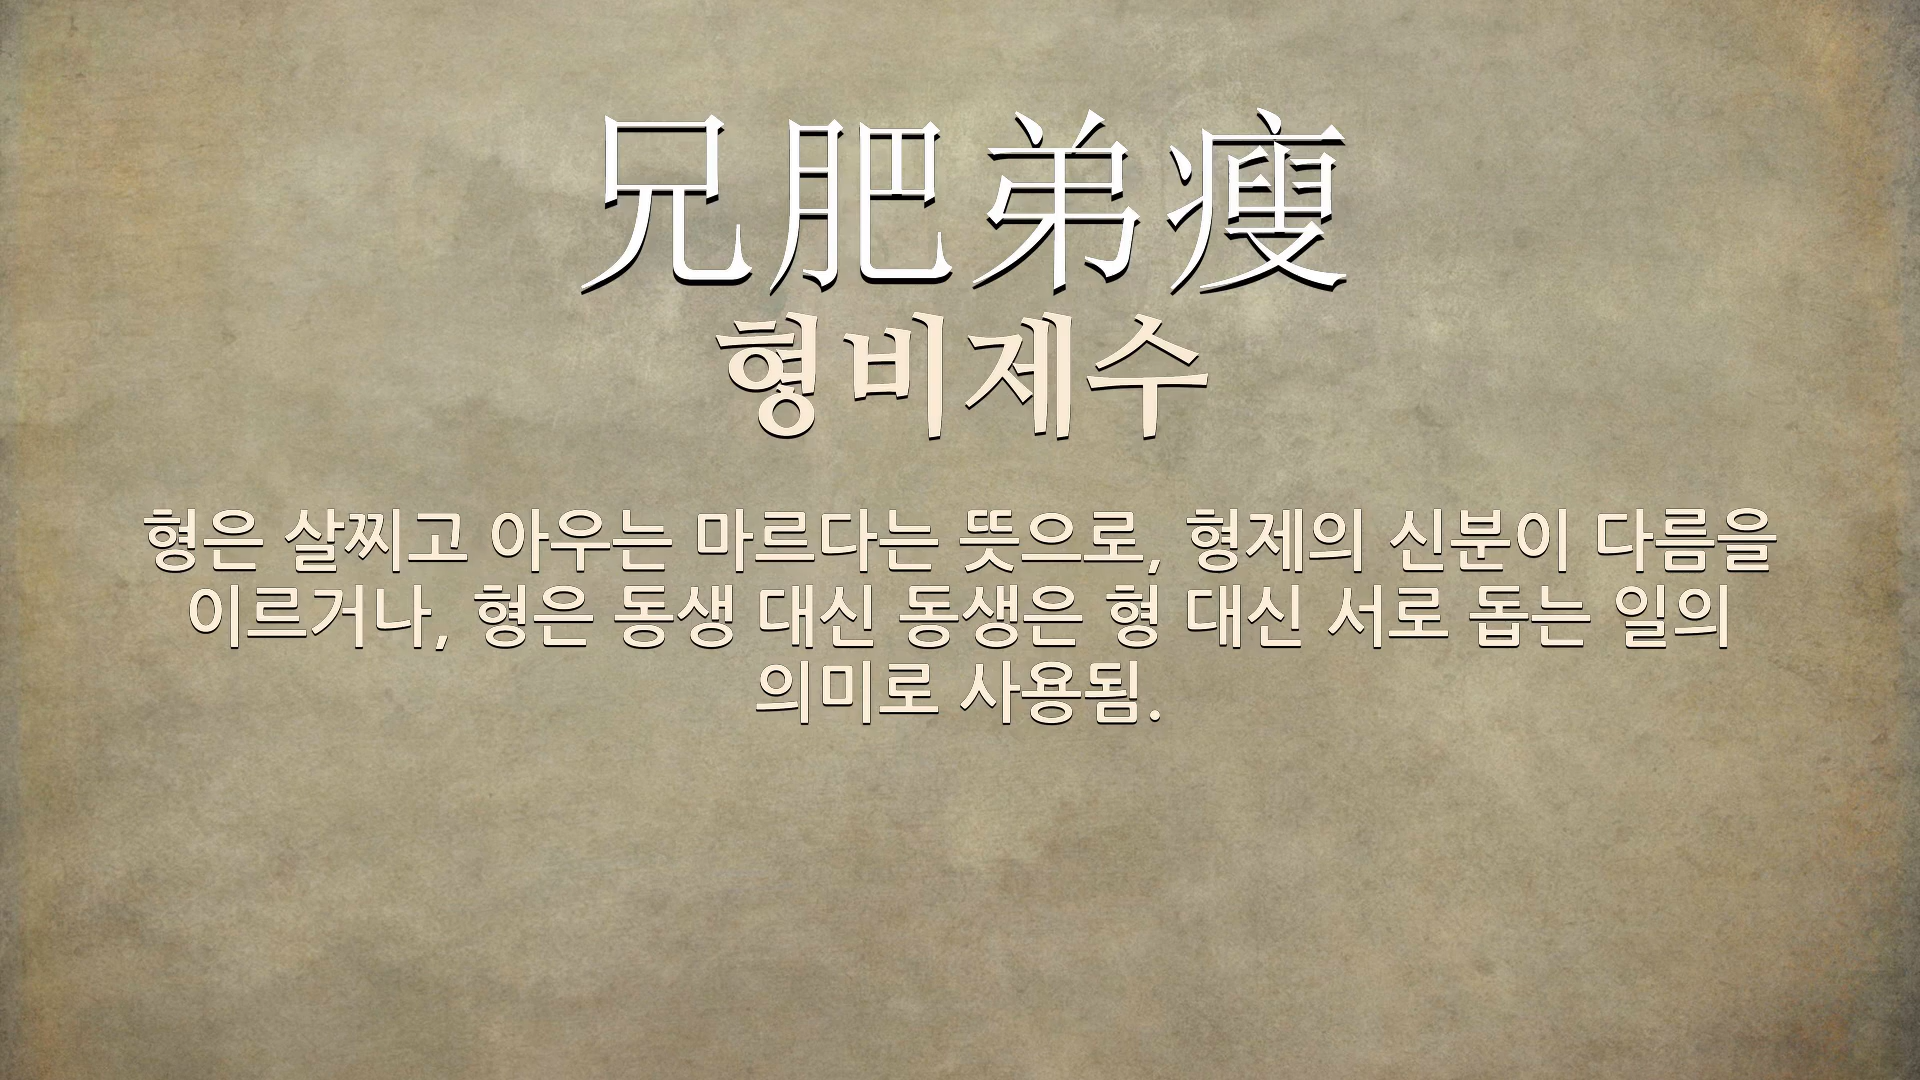 兄肥弟瘦
형비제수
형은 살찌고 아우는 마르다는 뜻으로, 형제의 신분이 다름을
이르거나, 형은 동생 대신 동생은 형 대신 서로 돕는 일의
의미로 사용됨.